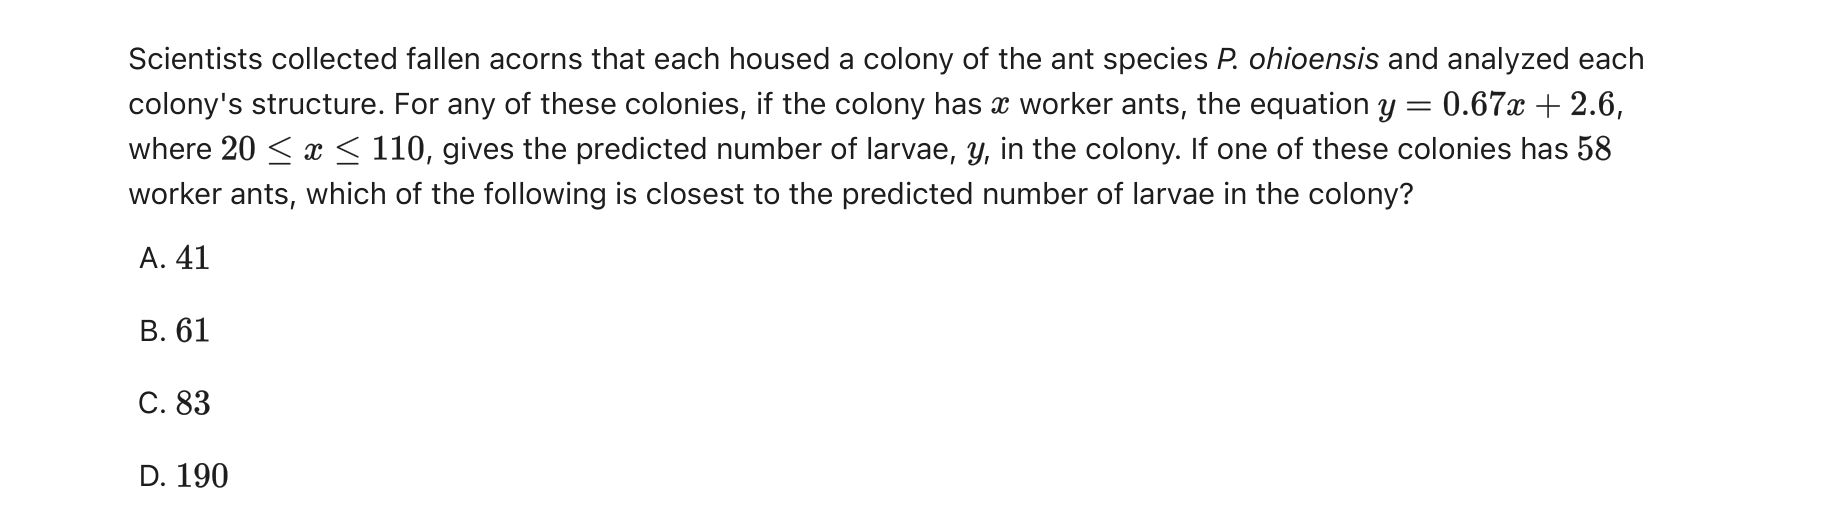 Scientists collected fallen acorns that each housed a colony of the ant species P. ohioensis and analyzed each
colony's structure. For any of these colonies, if the colony has x worker ants, the equation y = 0.67x + 2.6,
where 20 ≤ x ≤ 110, gives the predicted number of larvae, y, in the colony. If one of these colonies has 58
worker ants, which of the following is closest to the predicted number of larvae in the colony?
A. 41
B. 61
C. 83
D. 190